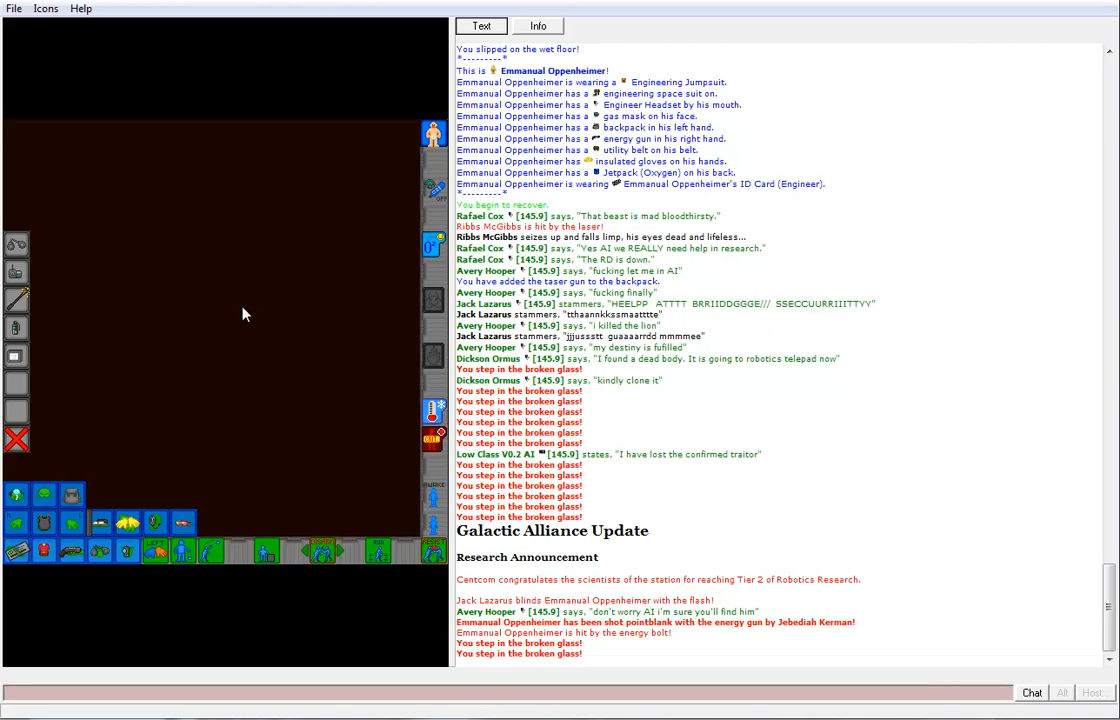 File Icons Help
Text Info
You slipped on the wet floor!
*---------*
This is Emmanual Oppenheimer!
Emmanual Oppenheimer is wearing a Engineering Jumpsuit.
Emmanual Oppenheimer has a engineering space suit on.
Emmanual Oppenheimer has a Engineer Headset by his mouth.
Emmanual Oppenheimer has a gas mask on his face.
Emmanual Oppenheimer has a backpack in his left hand.
Emmanual Oppenheimer has a energy gun in his right hand.
Emmanual Oppenheimer has a utility belt on his belt.
Emmanual Oppenheimer has insulated gloves on his hands.
Emmanual Oppenheimer has a Jetpack (Oxygen) on his back.
Emmanual Oppenheimer is wearing Emmanual Oppenheimer's ID Card (Engineer).
*---------*
You begin to recover.
Rafael Cox [145.9] says, "That beast is mad bloodthirsty."
Ribbs McGibbs is hit by the laser!
Ribbs McGibbs seizes up and falls limp, his eyes dead and lifeless...
Rafael Cox [145.9] says, "Yes AI we REALLY need help in research."
Rafael Cox [145.9] says, "The RD is down."
Avery Hooper [145.9] says, "fucking let me in AI"
You have added the taser gun to the backpack.
Avery Hooper [145.9] says, "fucking finally"
Jack Lazarus [145.9] stammers, "HEELPP ATTTT BRRIIDDGGGE/// SSECCUURRIIITTYY"
Jack Lazarus stammers, "tthaannkkssmaatttte"
Avery Hooper [145.9] says, "i killed the lion"
Jack Lazarus stammers, "jjjussstt guaaaarrdd mmmmee"
Avery Hooper [145.9] says, "my destiny is fufilled"
Dickson Ormus [145.9] says, "I found a dead body. It is going to robotics telepad now"
You step in the broken glass!
Dickson Ormus [145.9] says, "kindly clone it"
You step in the broken glass!
You step in the broken glass!
You step in the broken glass!
You step in the broken glass!
You step in the broken glass!
You step in the broken glass!
Low Class V0.2 AI [145.9] states, "I have lost the confirmed traitor"
You step in the broken glass!
You step in the broken glass!
You step in the broken glass!
You step in the broken glass!
You step in the broken glass!
You step in the broken glass!
Galactic Alliance Update
Research Announcement
Centcom congratulates the scientists of the station for reaching Tier 2 of Robotics Research.
Jack Lazarus blinds Emmanual Oppenheimer with the flash!
Avery Hooper [145.9] says, "don't worry AI i'm sure you'll find him"
Emmanual Oppenheimer has been shot pointblank with the energy gun by Jebediah Kerman!
Emmanual Oppenheimer is hit by the energy bolt!
You step in the broken glass!
You step in the broken glass!
OFF
LEFT
Chat Alt Host...